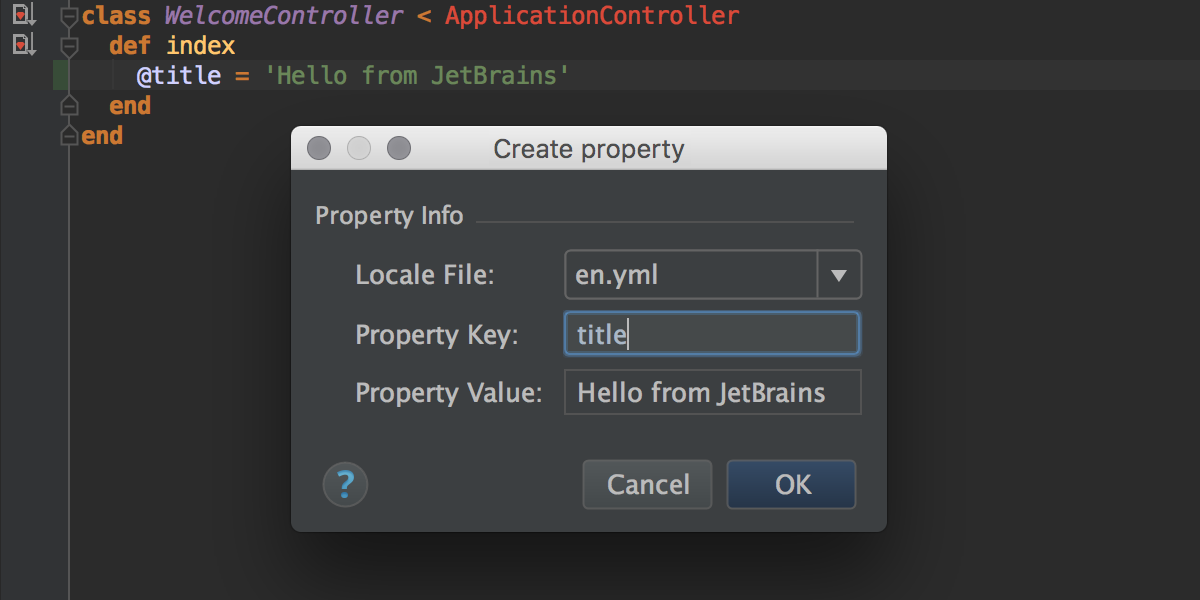 class WelcomeController < ApplicationController
def index
@title = 'Hello from JetBrains'
end
end
Create property
Property Info
Locale File: en.yml
Property Key: title
Property Value: Hello from JetBrains
? Cancel OK